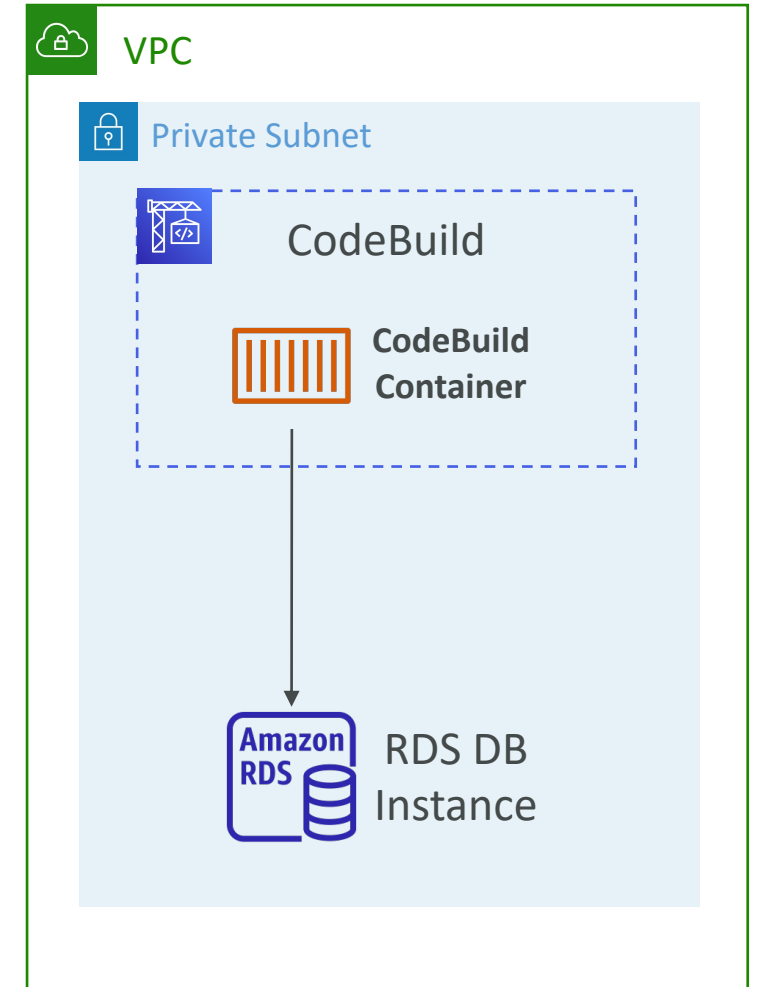 VPC
Private Subnet
</>
CodeBuild
CodeBuild
Container
Amazon
RDS
RDS DB
Instance